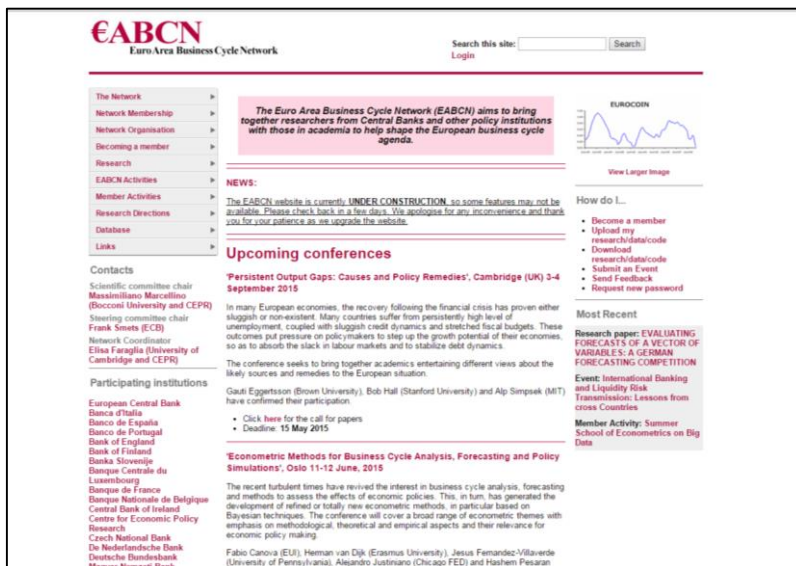 €ABCN
Euro Area Business Cycle Network
Search this site:
Search
Login
The Network
Network Membership
Network Organisation
Becoming a member
Research
EABCN Activities
Member Activities
Research Directions
Database
Links
Contacts
Scientific committee chair
Massimiliano Marcellino
(Bocconi University and CEPR)
Steering committee chair
Frank Smets (ECB)
Network Coordinator
Elisa Faraglia (University of
Cambridge and CEPR)
Participating institutions
European Central Bank
Banca d'Italia
Banco de España
Banco de Portugal
Bank of England
Bank of Finland
Banka Slovenije
Banque Centrale du
Luxembourg
Banque de France
Banque Nationale de Belgique
Central Bank of Ireland
Centre for Economic Policy
Research
Czech National Bank
De Nederlandsche Bank
Deutsche Bundesbank
The Euro Area Business Cycle Network (EABCN) aims to bring
together researchers from Central Banks and other policy institutions
with those in academia to help shape the European business cycle
agenda.
NEWS:
The EABCN website is currently UNDER CONSTRUCTION, so some features may not be
available. Please check back in a few days. We apologise for any inconvenience and thank
you for your patience as we upgrade the website.
Upcoming conferences
'Persistent Output Gaps: Causes and Policy Remedies', Cambridge (UK) 3-4
September 2015
In many European economies, the recovery following the financial crisis has proven either
sluggish or non-existent. Many countries suffer from persistently high level of
unemployment, coupled with sluggish credit dynamics and stretched fiscal budgets. These
outcomes put pressure on policymakers to step up the growth potential of their economies,
so as to absorb the slack in labour markets and to stabilize debt dynamics.
The conference seeks to bring together academics entertaining different views about the
likely sources and remedies to the European situation.
Gauti Eggertsson (Brown University), Bob Hall (Stanford University) and Alp Simpsek (MIT)
have confirmed their participation.
• Click here for the call for papers
• Deadline: 15 May 2015
'Econometric Methods for Business Cycle Analysis, Forecasting and Policy
Simulations', Oslo 11-12 June, 2015
The recent turbulent times have revived the interest in business cycle analysis, forecasting
and methods to assess the effects of economic policies. This, in turn, has generated the
development of refined or totally new econometric methods, in particular based on
Bayesian techniques. The conference will cover a broad range of econometric themes with
emphasis on methodological, theoretical and empirical aspects and their relevance for
economic policy making.
Fabio Canova (EUI), Herman van Dijk (Erasmus University), Jesus Fernandez-Villaverde
(University of Pennsylvania), Alejandro Justiniano (Chicago FED) and Hashem Pesaran
EUROCOIN
View Larger Image
How do I...
• Become a member
• Upload my
research/data/code
• Download
research/data/code
• Submit an Event
• Send Feedback
• Request new password
Most Recent
Research paper: EVALUATING
FORECASTS OF A VECTOR OF
VARIABLES: A GERMAN
FORECASTING COMPETITION
Event: International Banking
and Liquidity Risk
Transmission: Lessons from
cross Countries
Member Activity: Summer
School of Econometrics on Big
Data